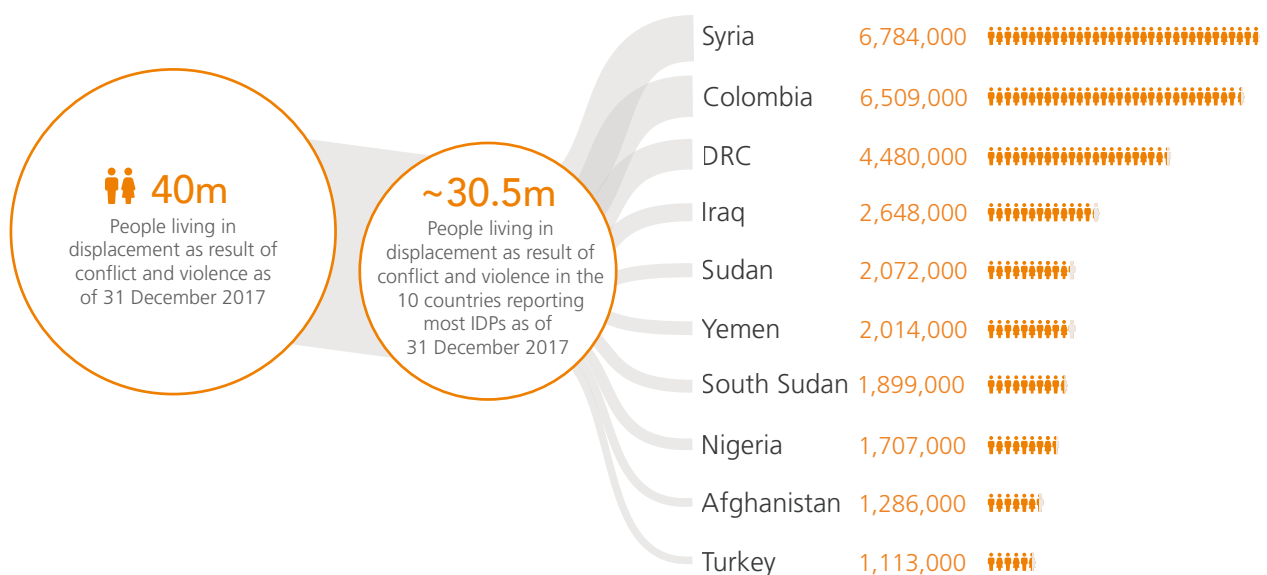 40m
People living in
displacement as result of
conflict and violence as
of 31 December 2017
~30.5m
People living in
displacement as result of
conflict and violence in the
10 countries reporting
most IDPs as of
31 December 2017
Syria 6,784,000
Colombia 6,509,000
DRC 4,480,000
Iraq 2,648,000
Sudan 2,072,000
Yemen 2,014,000
South Sudan 1,899,000
Nigeria 1,707,000
Afghanistan 1,286,000
Turkey 1,113,000